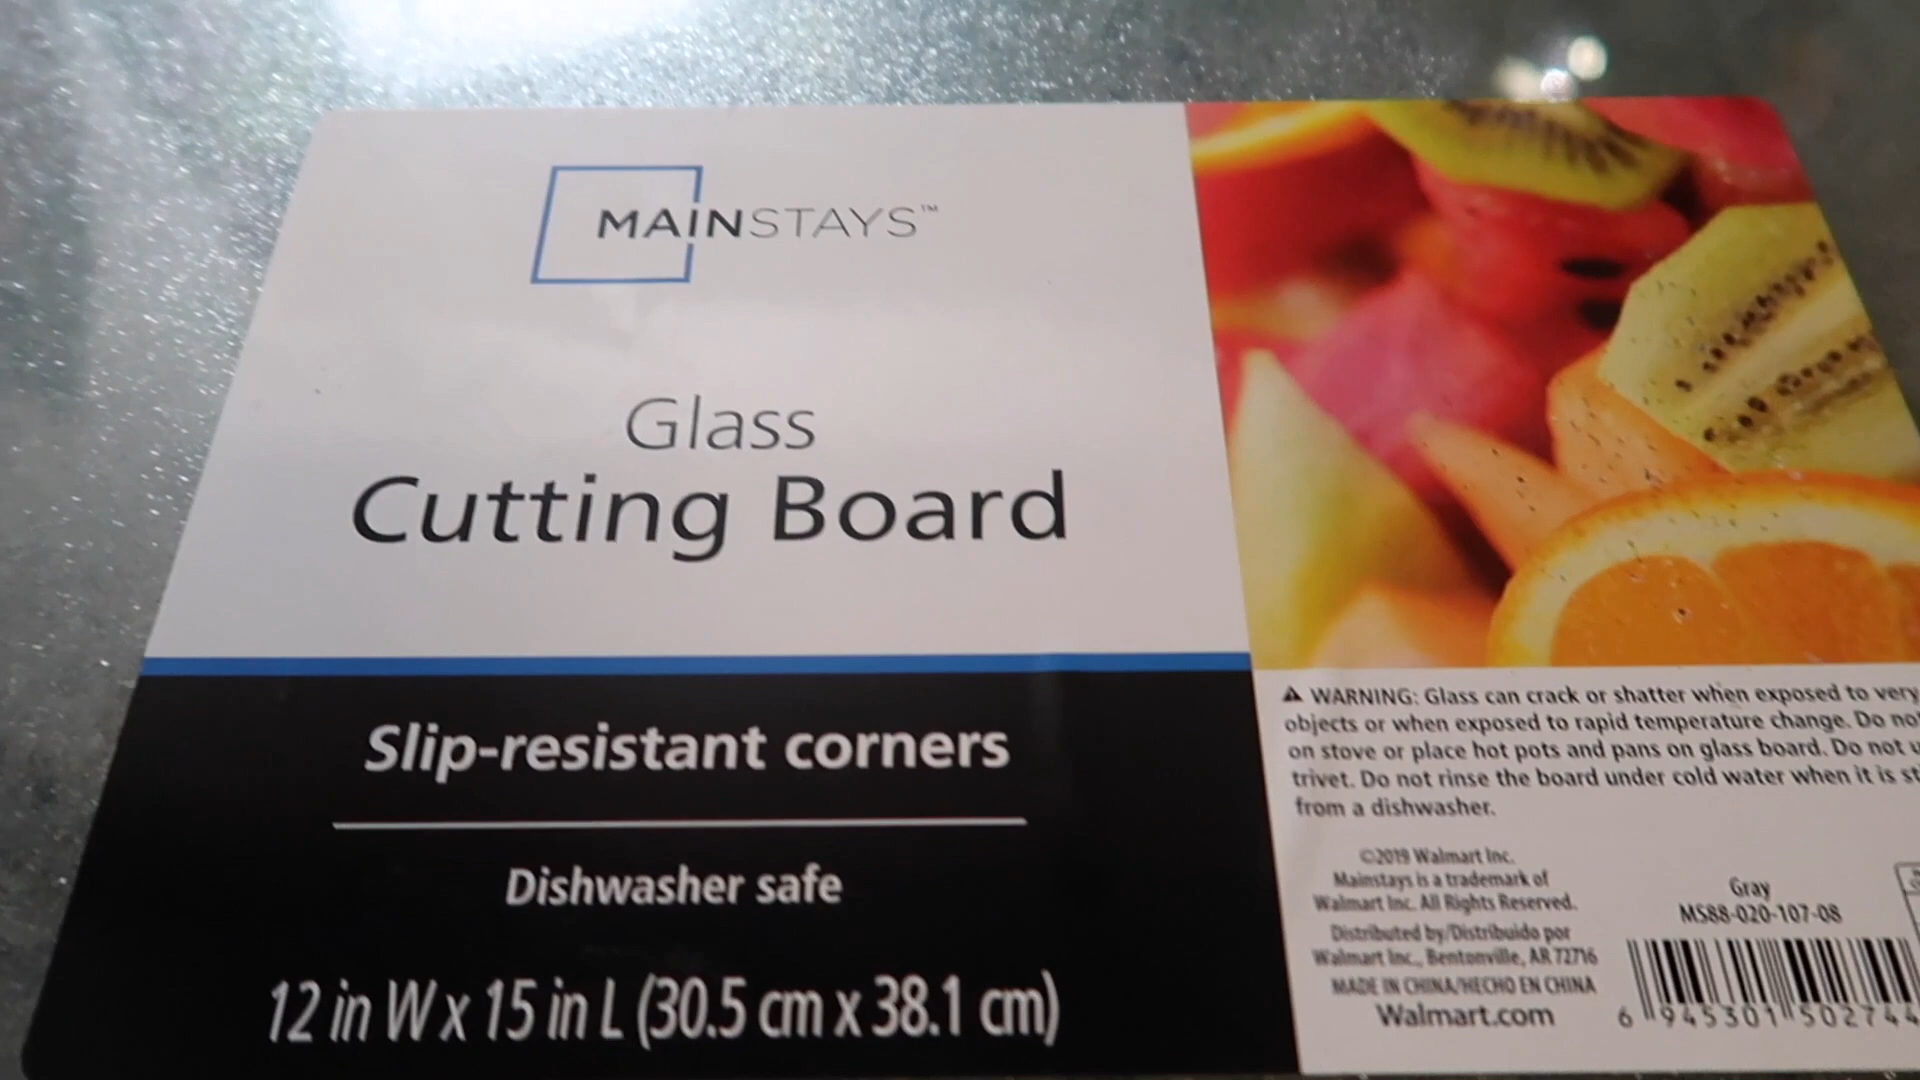 MAINSTAYS™
Glass
Cutting Board
Slip-resistant corners
Dishwasher safe
12 in W x 15 in L (30.5 cm x 38.1 cm)
WARNING: Glass can crack or shatter when exposed to very
objects or when exposed to rapid temperature change. Do
on stove or place hot pots and pans on glass board. Do not
trivet. Do not rinse the board under cold water when it is
from a dishwasher.
©2019 Walmart Inc.
Mainstays is a trademark of
Walmart Inc. All Rights Reserved.
Distributed by/Distribuido por
Walmart Inc., Bentonville, AR 72716
MADE IN CHINA/HECHO EN CHINA
Walmart.com
Gray
MS88-020-107-08
6 945301 502744